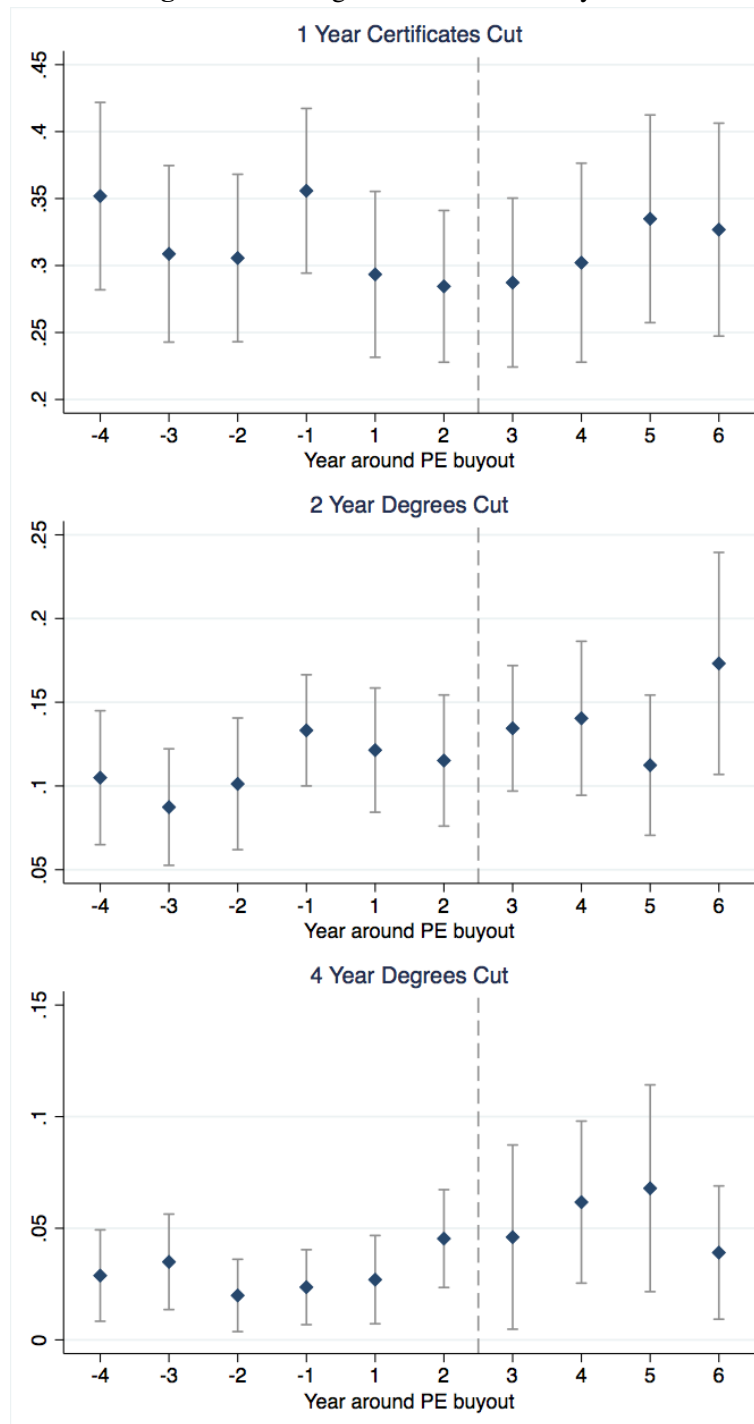 1 Year Certificates Cut
.45
.4
.35
.3
.25
.2
-4 -3 -2 -1 1 2 3 4 5 6
Year around PE buyout
2 Year Degrees Cut
.25
.2
.15
.1
.05
-4 -3 -2 -1 1 2 3 4 5 6
Year around PE buyout
4 Year Degrees Cut
.15
.1
.05
0
-4 -3 -2 -1 1 2 3 4 5 6
Year around PE buyout